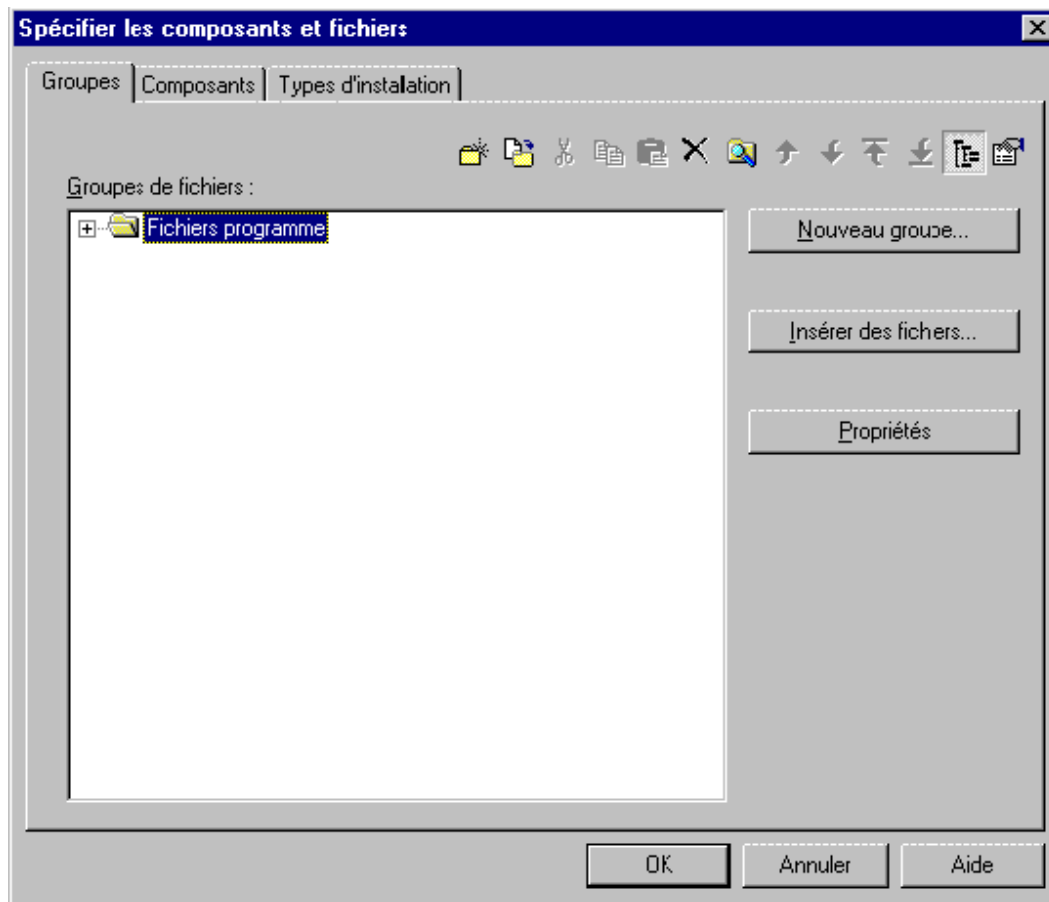 Spécifier les composants et fichiers
Groupes Composants Types d'instalation
Groupes de fichiers :
Fichiers programme
Nouveau groupe...
Insérer des fichers...
Propriétés
OK Annuler Aide